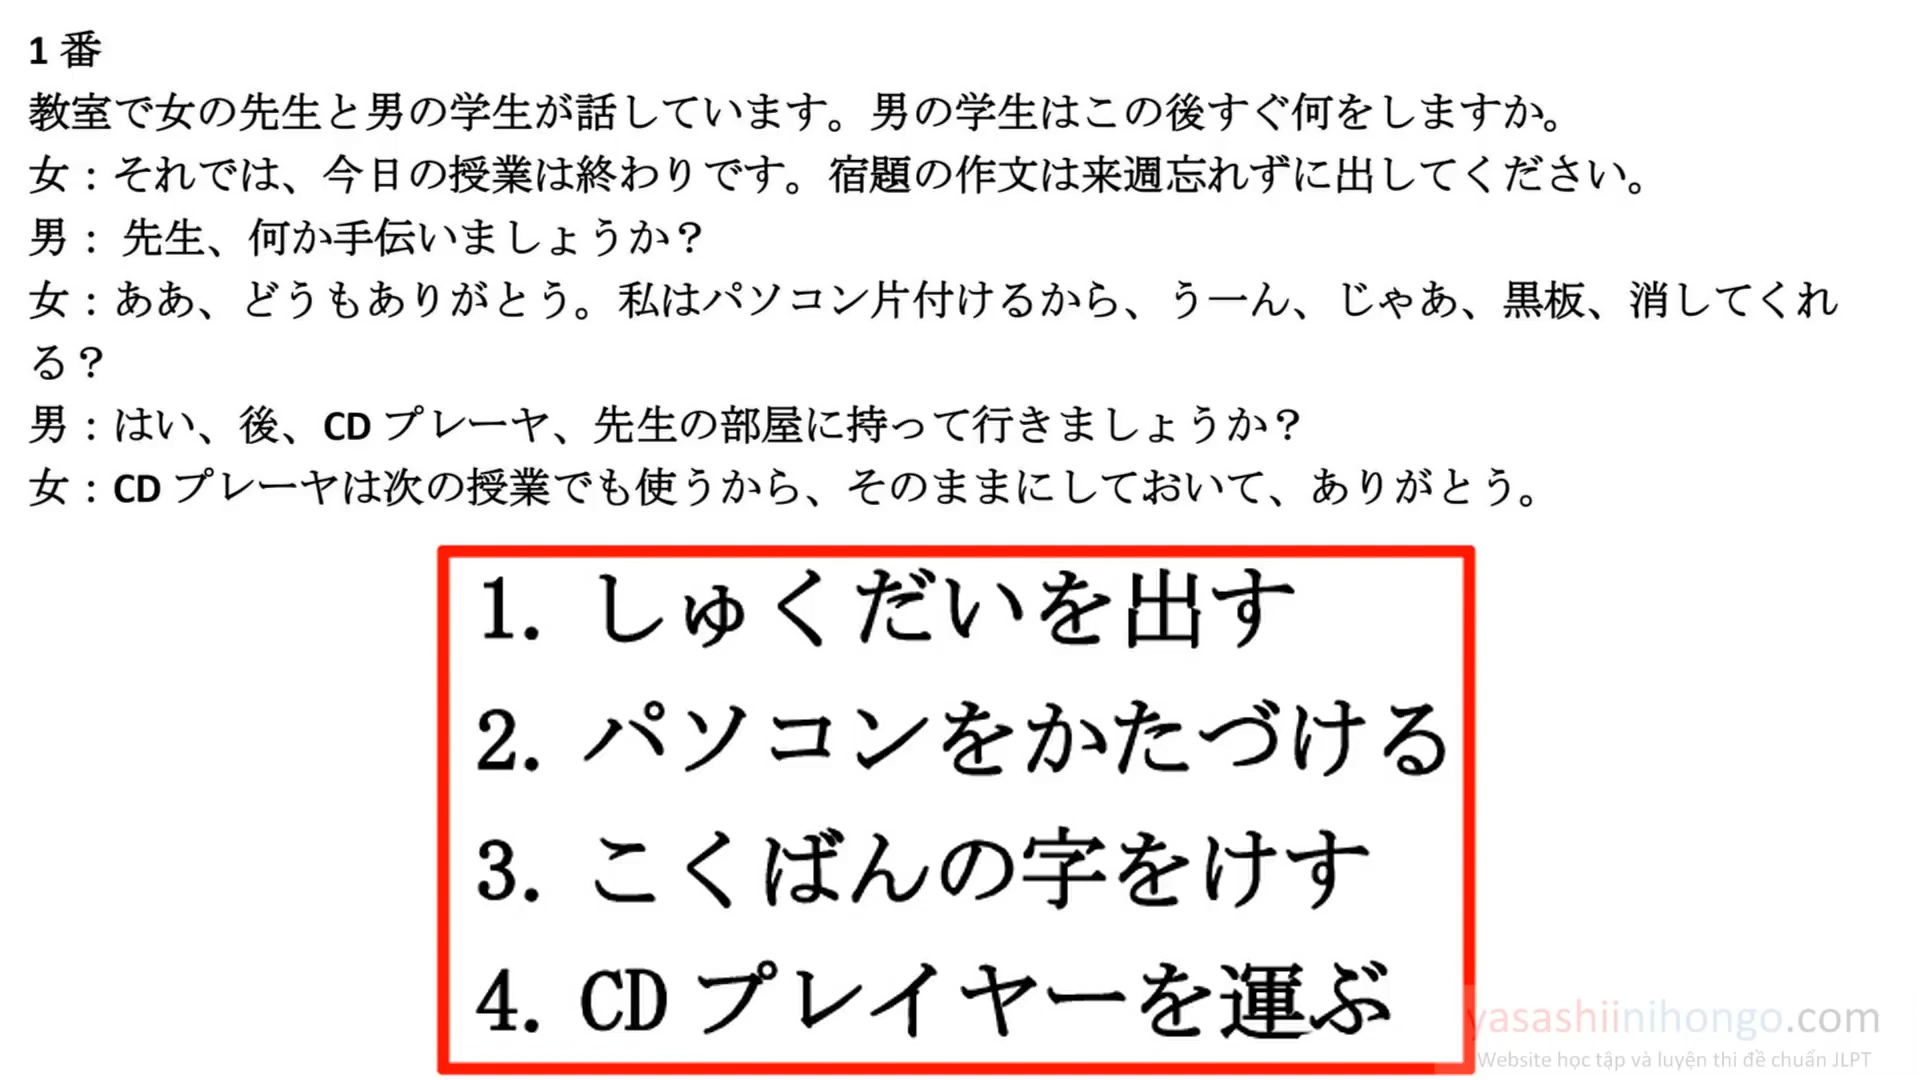 1 番
教室で女の先生と男の学生が話しています。男の学生はこの後すぐ何をしますか。
女：それでは、今日の授業は終わりです。宿題の作文は来週忘れずに出してください。
男： 先生、何か手伝いましょうか？
女：ああ、どうもありがとう。私はパソコン片付けるから、うーん、じゃあ、黒板、消してくれ
る？
男：はい、後、CD プレーヤ、先生の部屋に持って行きましょうか？
女：CD プレーヤは次の授業でも使うから、そのままにしておいて、ありがとう。
1. しゅくだいを出す
2. パソコンをかたづける
3. こくばんの字をけす
4. CD プレイヤーを運ぶ
yasashiinihongo.com
Website học tập và luyện thi đề chuẩn JLPT